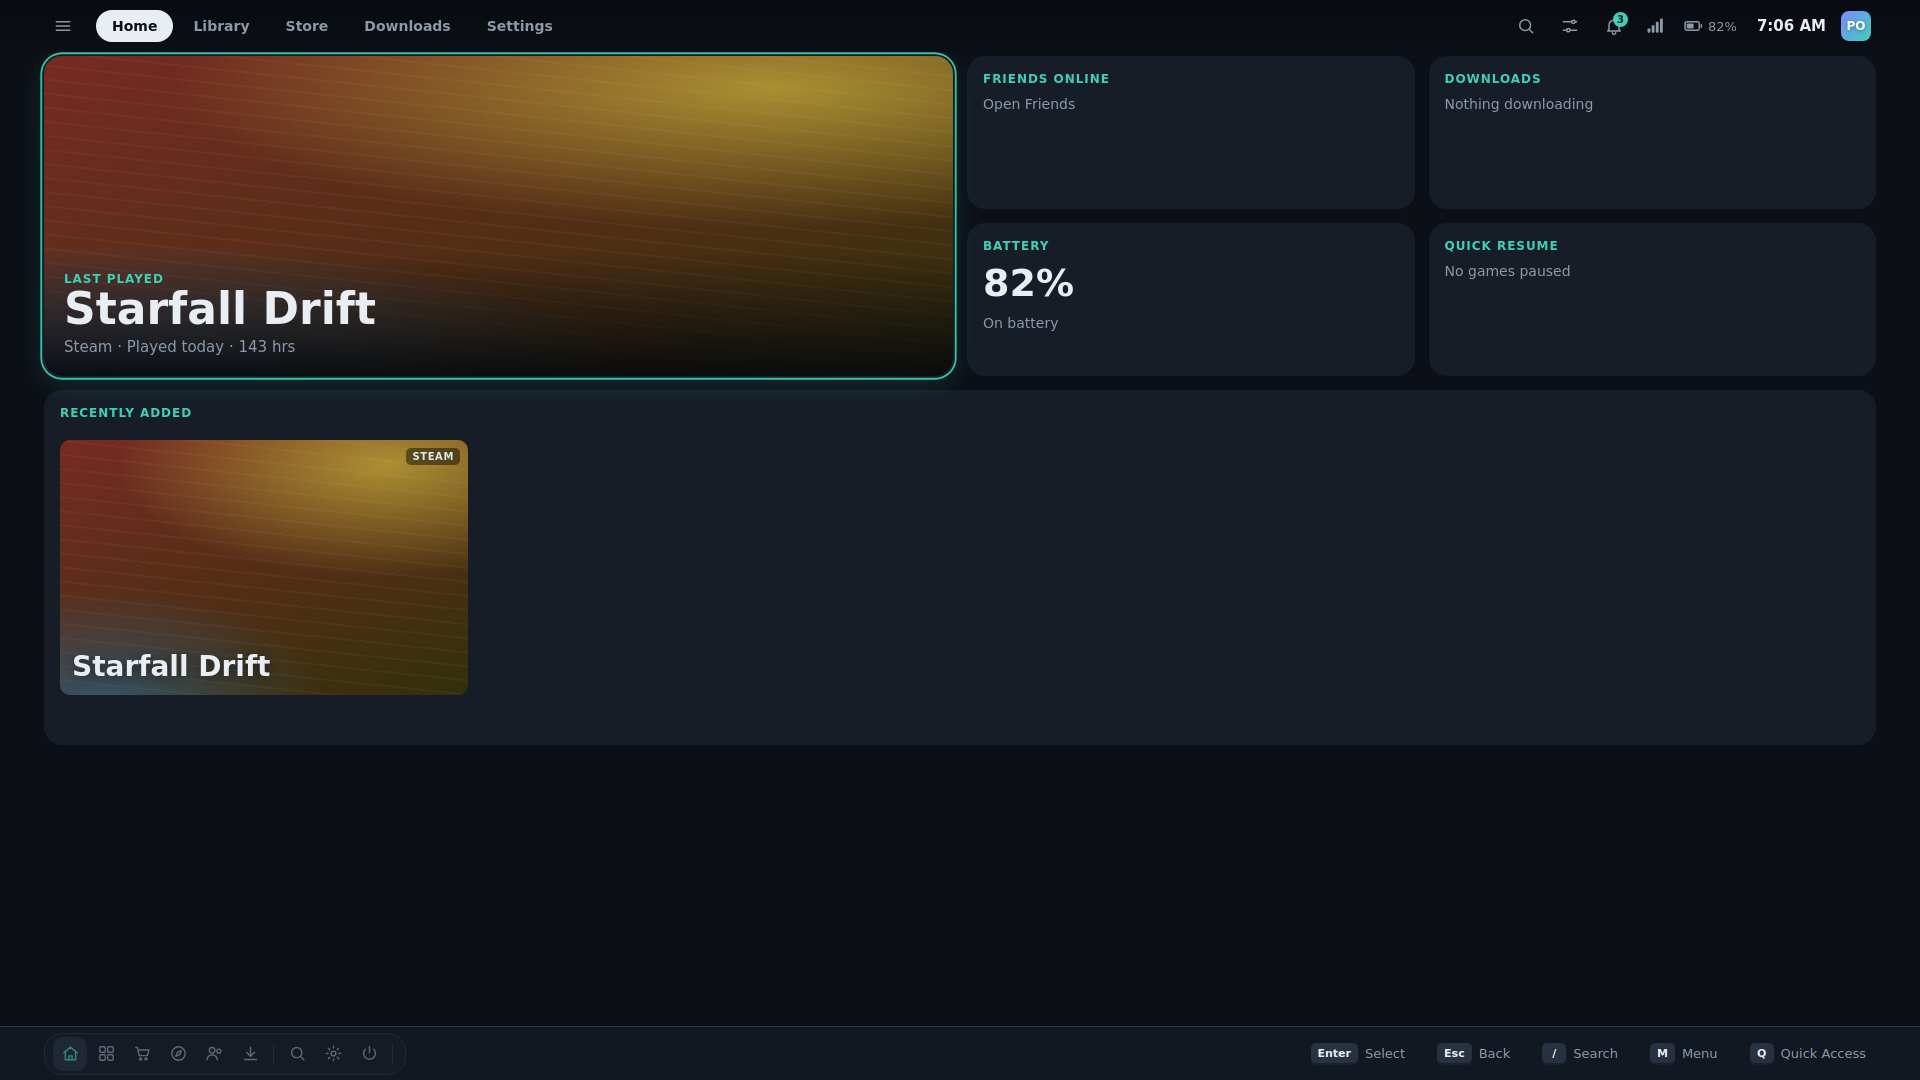 Home
Library
Store
Downloads
Settings
3
82%
7:06 AM
PO
LAST PLAYED
Starfall Drift
Steam · Played today · 143 hrs
FRIENDS ONLINE
Open Friends
DOWNLOADS
Nothing downloading
BATTERY
82%
On battery
QUICK RESUME
No games paused
RECENTLY ADDED
STEAM
Starfall Drift
Enter Select
Esc Back
/ Search
M Menu
Q Quick Access